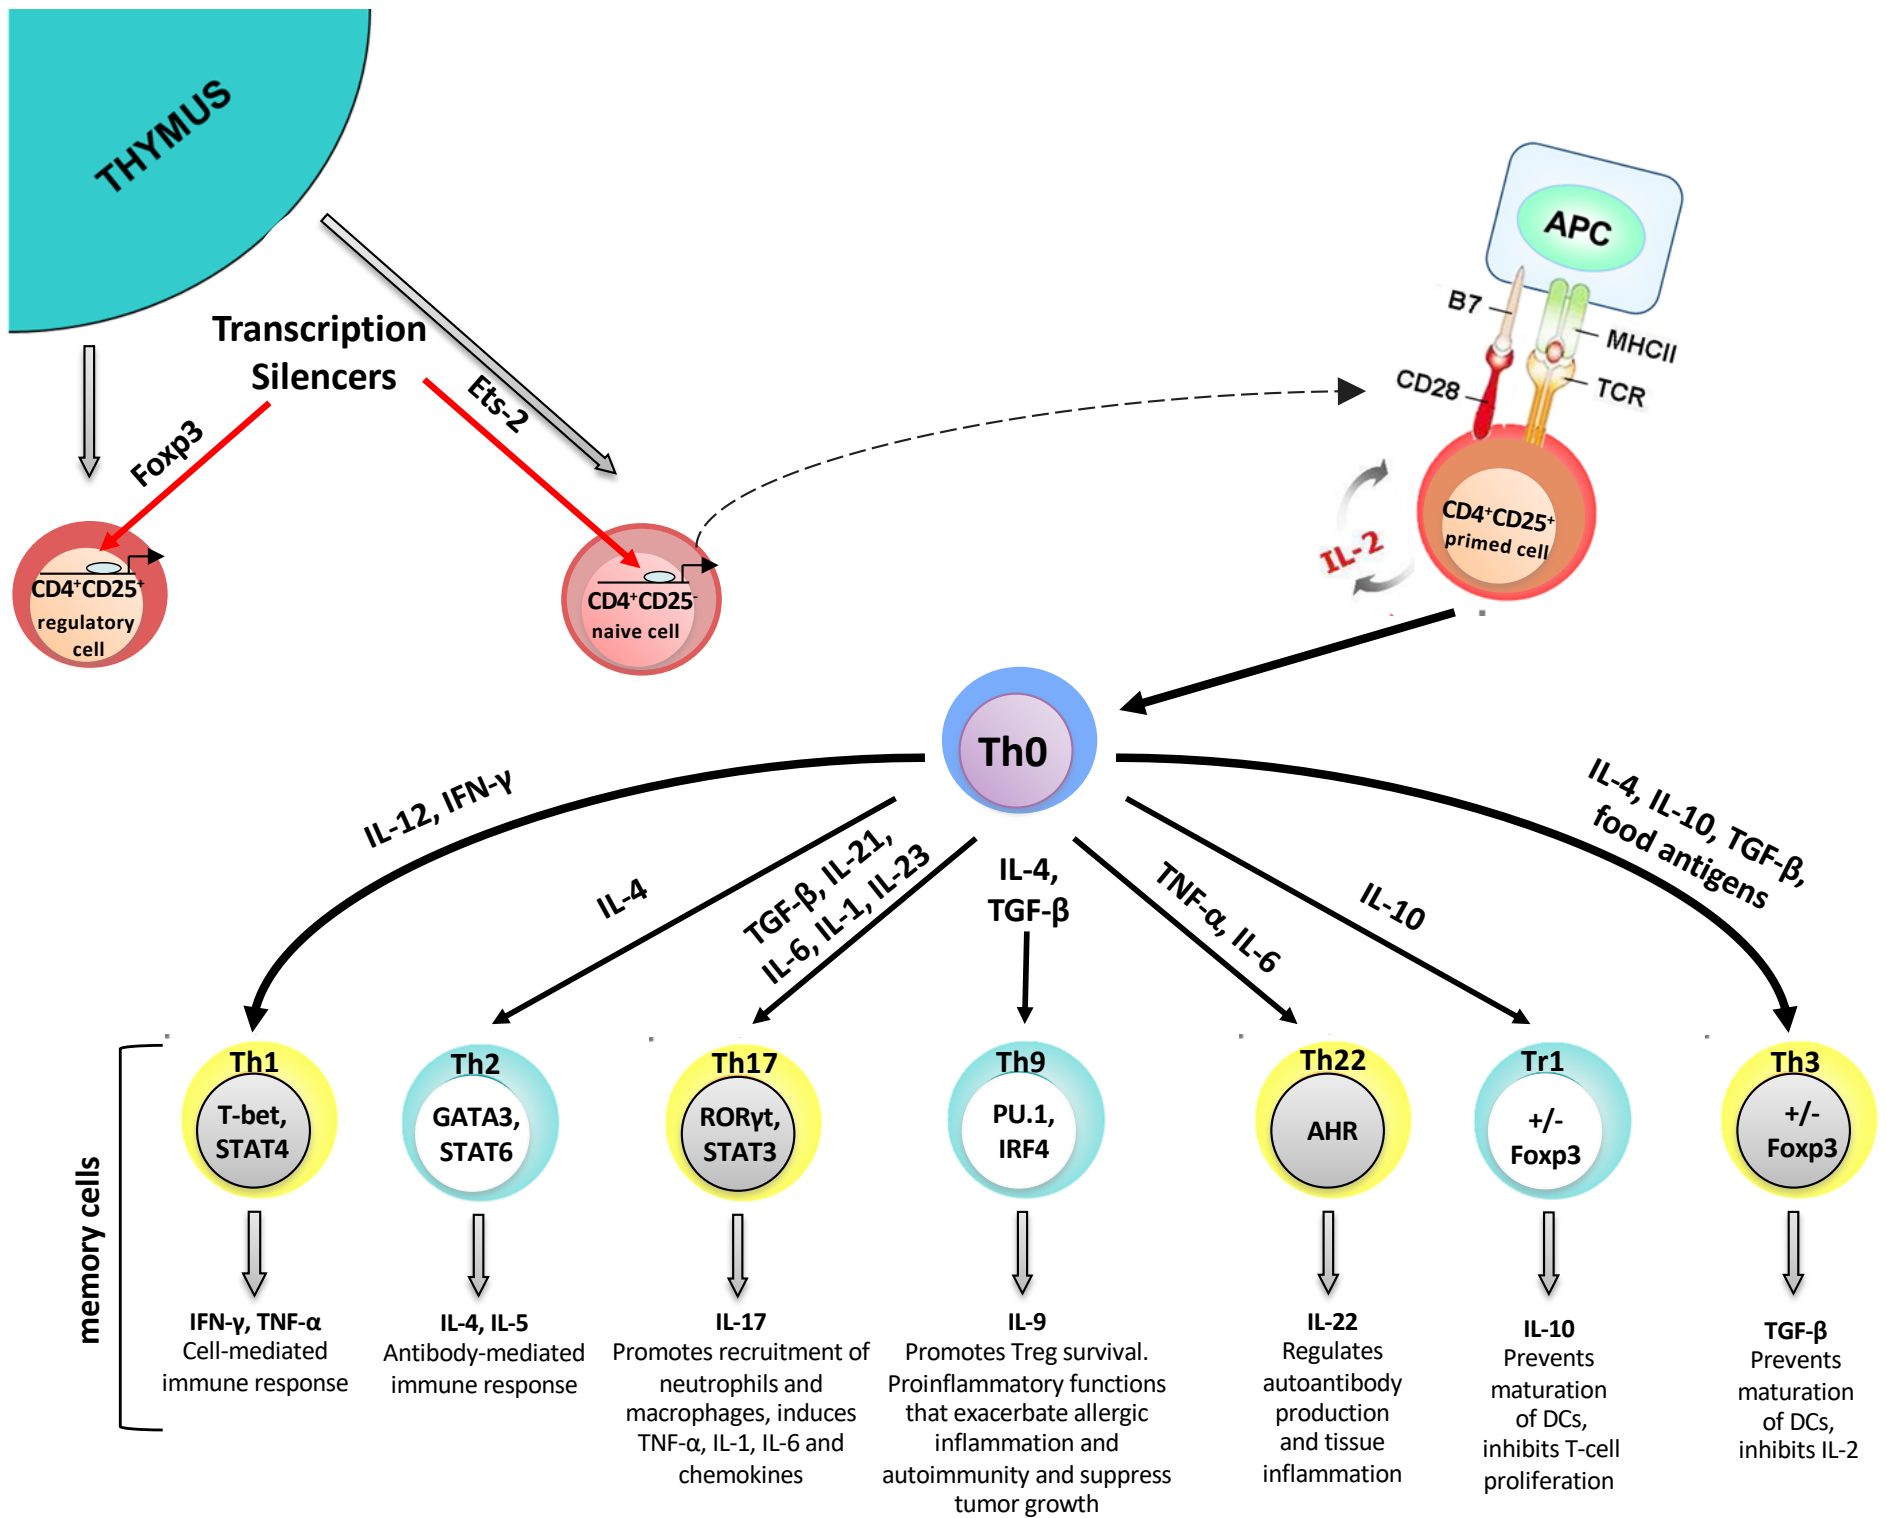 THYMUS
Transcription
Silencers
Foxp3
Ets-2
CD4⁺CD25⁺
regulatory
cell
CD4⁺CD25⁻
naive cell
APC
B7
MHCII
CD28
TCR
IL-2
CD4⁺CD25⁺
primed cell
Th0
IL-12, IFN-γ
IL-4
TGF-β, IL-21,
IL-6, IL-1, IL-23
IL-4,
TGF-β
TNF-α, IL-6
IL-10
IL-4, IL-10, TGF-β,
food antigens
memory cells
Th1
T-bet,
STAT4
IFN-γ, TNF-α
Cell-mediated
immune response
Th2
GATA3,
STAT6
IL-4, IL-5
Antibody-mediated
immune response
Th17
RORγt,
STAT3
IL-17
Promotes recruitment of
neutrophils and
macrophages, induces
TNF-α, IL-1, IL-6 and
chemokines
Th9
PU.1,
IRF4
IL-9
Promotes Treg survival.
Proinflammatory functions
that exacerbate allergic
inflammation and
autoimmunity and suppress
tumor growth
Th22
AHR
IL-22
Regulates
autoantibody
production
and tissue
inflammation
Tr1
+/-
Foxp3
IL-10
Prevents
maturation
of DCs,
inhibits T-cell
proliferation
Th3
+/-
Foxp3
TGF-β
Prevents
maturation
of DCs,
inhibits IL-2